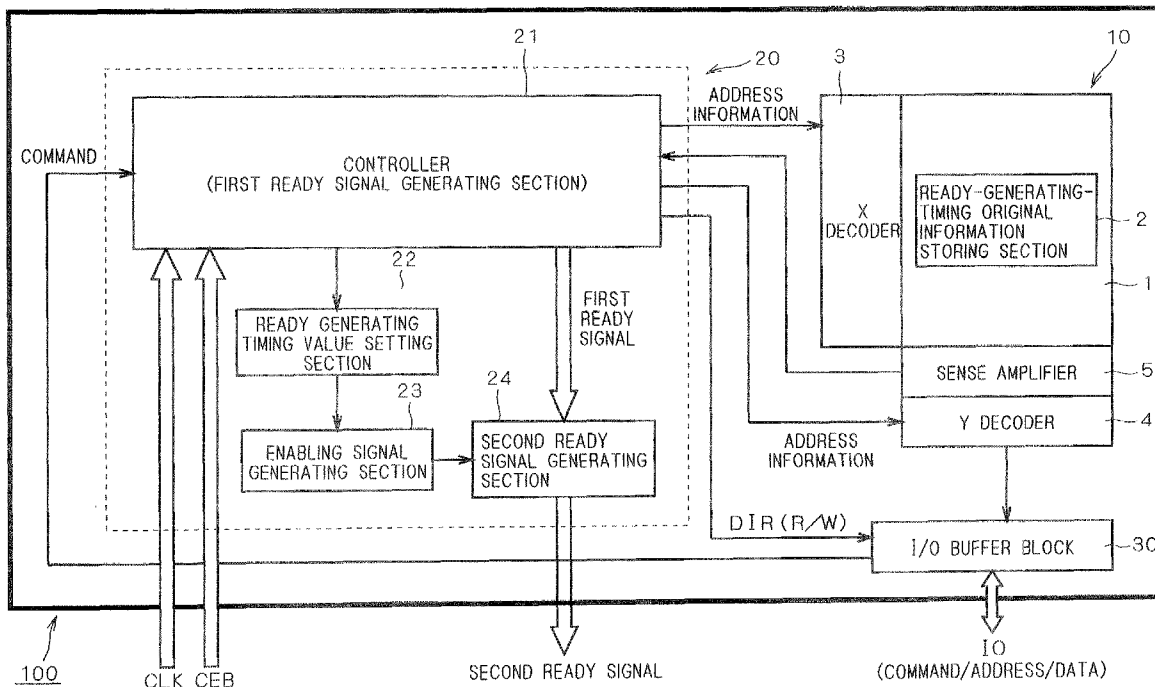 21
20
3
10
ADDRESS
INFORMATION
COMMAND
CONTROLLER
(FIRST READY SIGNAL GENERATING SECTION)
X
DECODER
READY-GENERATING-
TIMING ORIGINAL
INFORMATION
STORING SECTION
2
1
22
FIRST
READY
SIGNAL
READY GENERATING
TIMING VALUE SETTING
SECTION
SENSE AMPLIFIER
5
23
24
Y DECODER
4
ENABLING SIGNAL
GENERATING SECTION
SECOND READY
SIGNAL GENERATING
SECTION
ADDRESS
INFORMATION
DIR(R/W)
I/O BUFFER BLOCK
30
100
CLK
CEB
SECOND READY SIGNAL
IO
(COMMAND/ADDRESS/DATA)